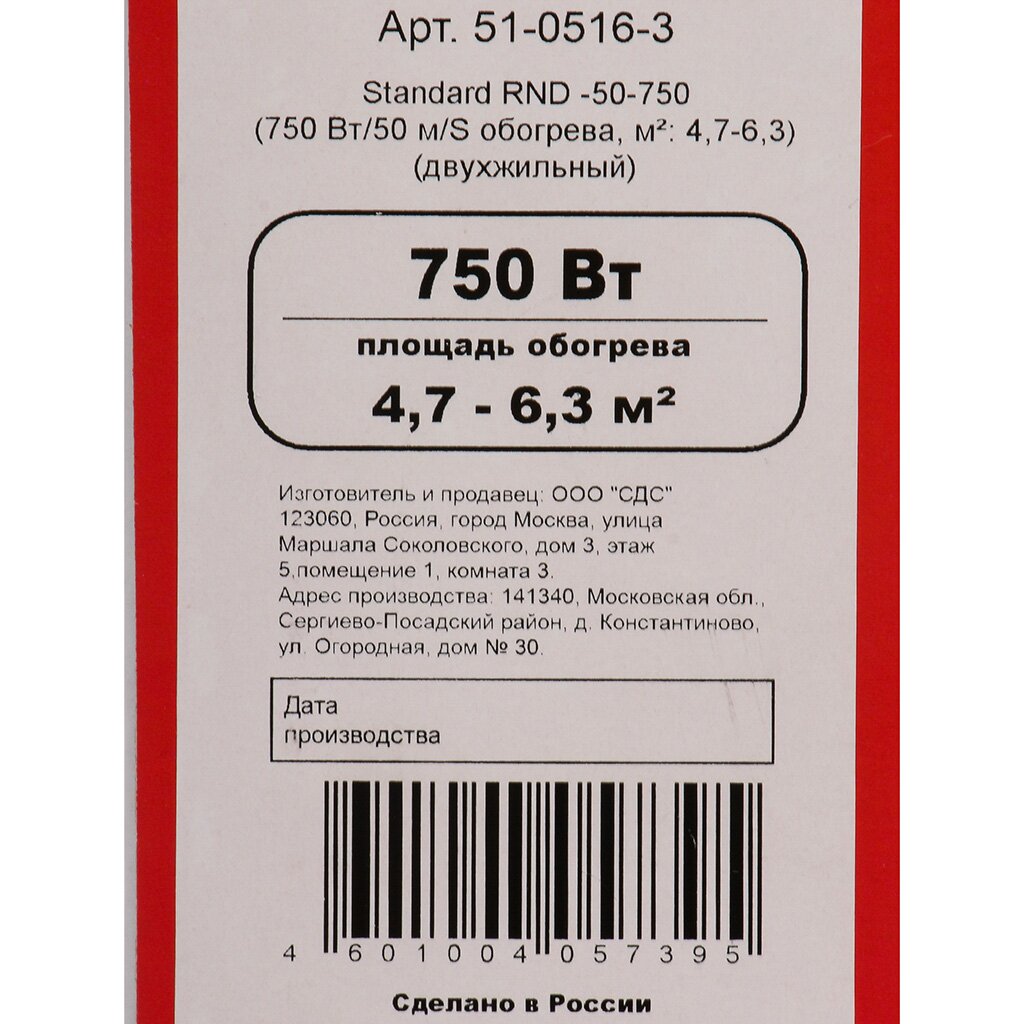 Арт. 51-0516-3
Standard RND -50-750
(750 Вт/50 м/S обогрева, м²: 4,7-6,3)
(двухжильный)
750 Вт
площадь обогрева
4,7 - 6,3 м²
Изготовитель и продавец: ООО "СДС"
123060, Россия, город Москва, улица
Маршала Соколовского, дом 3, этаж
5,помещение 1, комната 3.
Адрес производства: 141340, Московская обл.,
Сергиево-Посадский район, д. Константиново,
ул. Огородная, дом № 30.
Дата
производства
4 601004 057395
Сделано в России